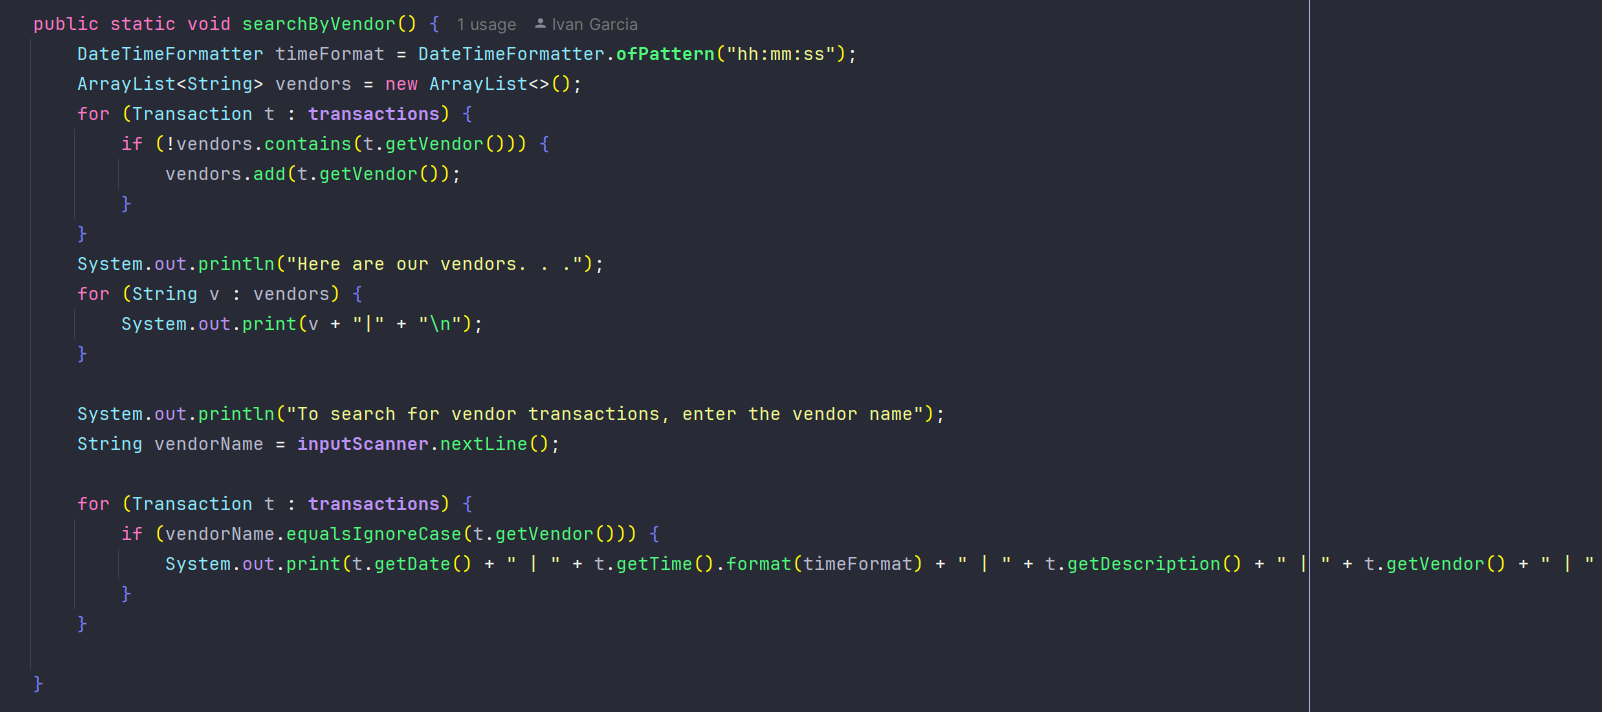 public static void searchByVendor() { 1 usage Ivan Garcia
    DateTimeFormatter timeFormat = DateTimeFormatter.ofPattern("hh:mm:ss");
    ArrayList<String> vendors = new ArrayList<>();
    for (Transaction t : transactions) {
        if (!vendors.contains(t.getVendor())) {
            vendors.add(t.getVendor());
        }
    }
    System.out.println("Here are our vendors. . .");
    for (String v : vendors) {
        System.out.print(v + "|" + "\n");
    }
    System.out.println("To search for vendor transactions, enter the vendor name");
    String vendorName = inputScanner.nextLine();
    for (Transaction t : transactions) {
        if (vendorName.equalsIgnoreCase(t.getVendor())) {
            System.out.print(t.getDate() + " | " + t.getTime().format(timeFormat) + " | " + t.getDescription() + " | " + t.getVendor() + " | "
        }
    }
}